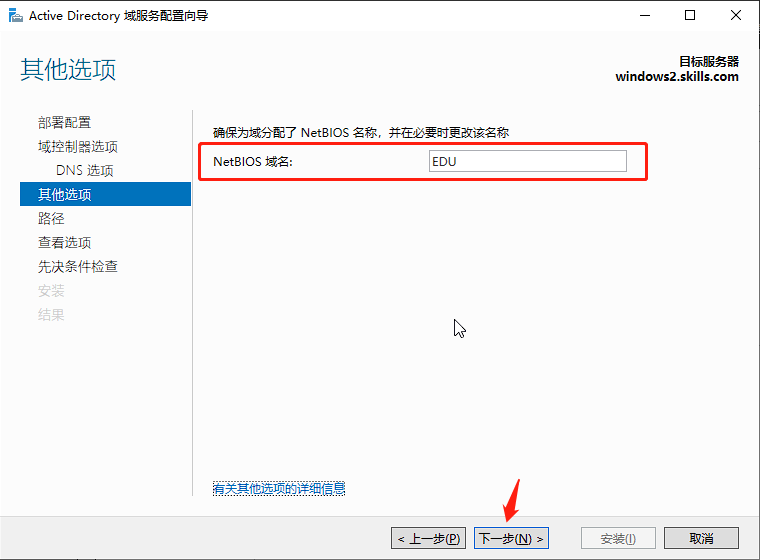 Active Directory 域服务配置向导
其他选项
目标服务器
windows2.skills.com
部署配置
域控制器选项
DNS 选项
其他选项
路径
查看选项
先决条件检查
安装
结果
确保为域分配了 NetBIOS 名称，并在必要时更改该名称
NetBIOS 域名:
EDU
有关其他选项的详细信息
< 上一步(P)
下一步(N) >
安装(I)
取消